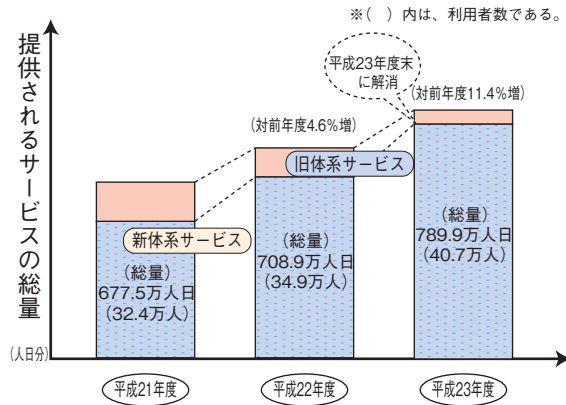 ※(　)内は、利用者数である。
提供されるサービスの総量
平成23年度末
に解消
(対前年度11.4%増)
(対前年度4.6%増)
旧体系サービス
新体系サービス
(総量)
677.5万人日
(32.4万人)
(総量)
708.9万人日
(34.9万人)
(総量)
789.9万人日
(40.7万人)
(人日分)
平成21年度
平成22年度
平成23年度